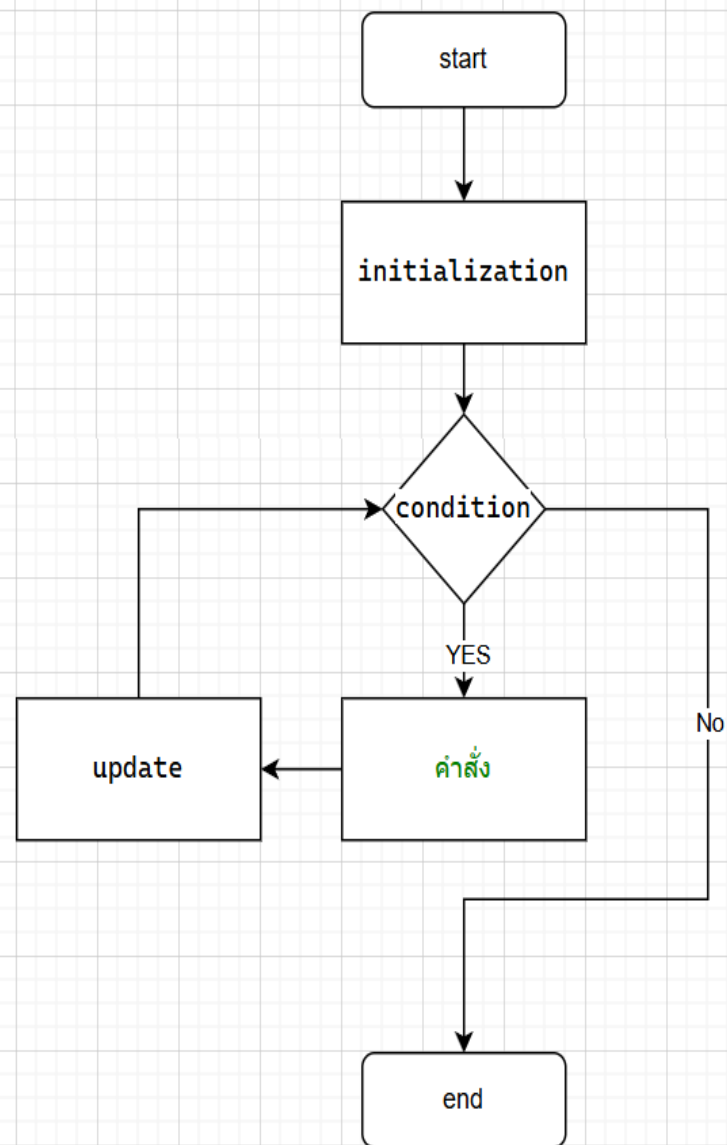 start
initialization
condition
YES
No
update
คำสั่ง
end